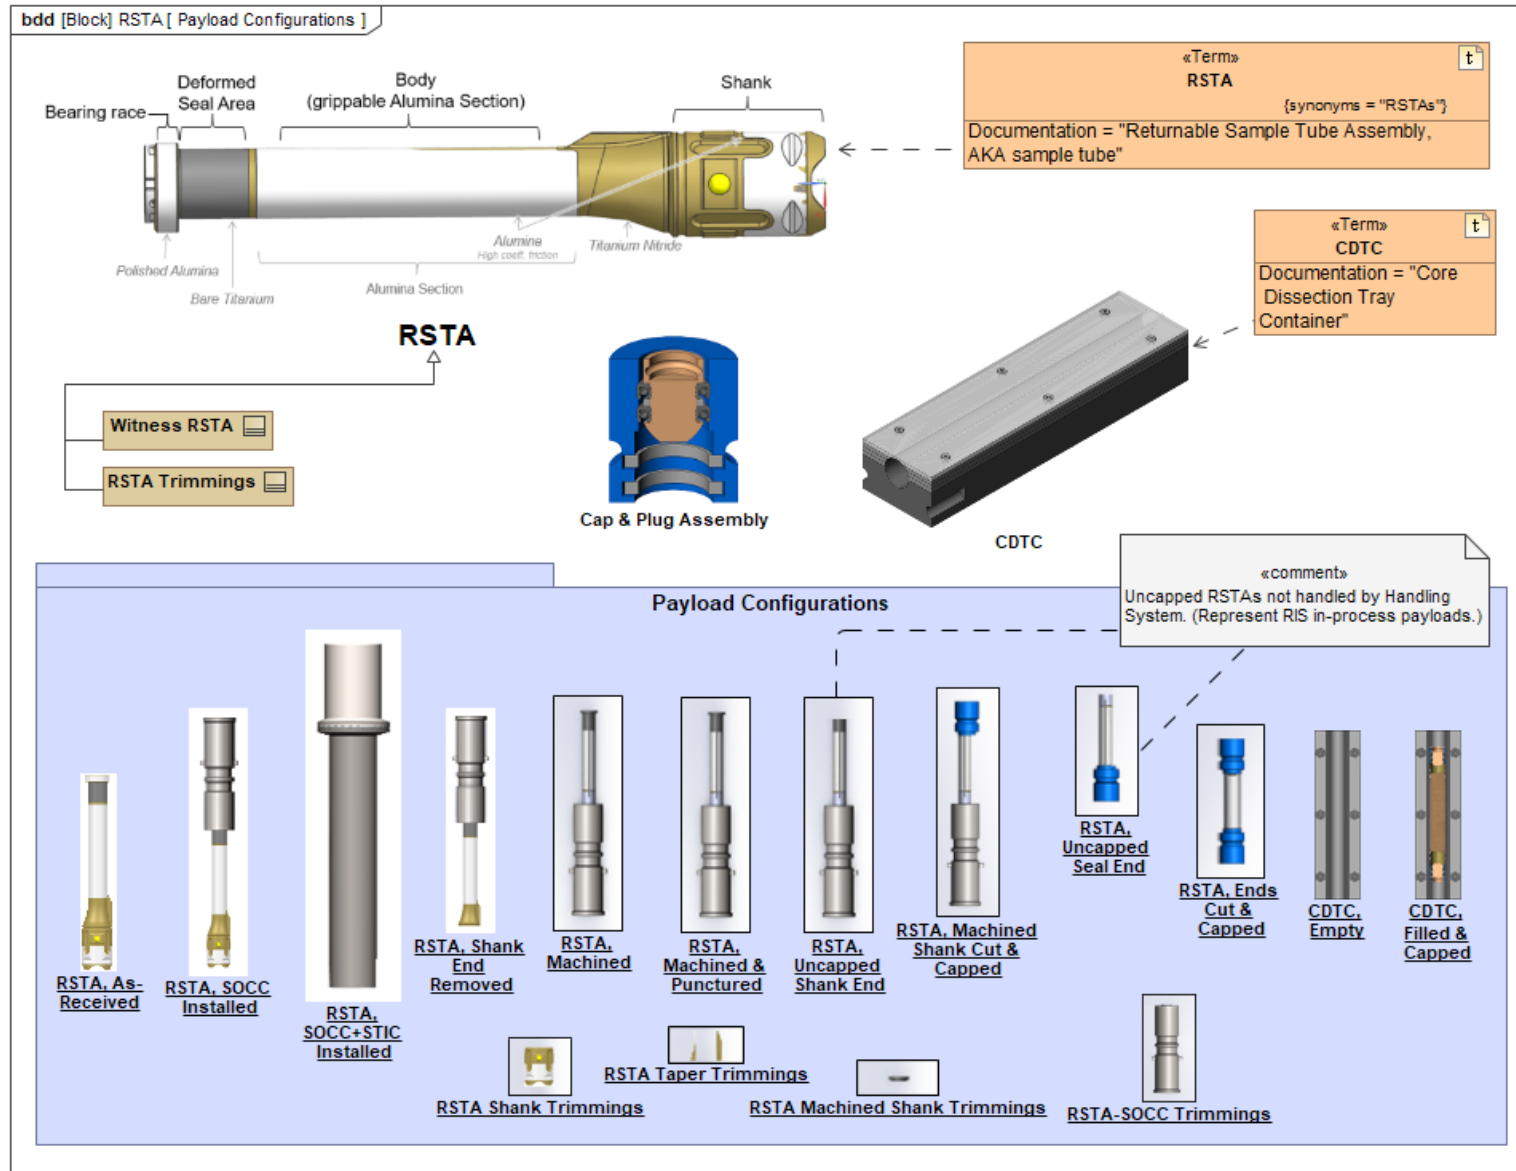 bdd [Block] RSTA [ Payload Configurations ]
Bearing race
Deformed
Seal Area
Body
(grippable Alumina Section)
Shank
Polished Alumina
Bare Titanium
Alumina
High coeff. friction
Titanium Nitride
Alumina Section
«Term»
RSTA
t
{synonyms = "RSTAs"}
Documentation = "Returnable Sample Tube Assembly,
AKA sample tube"
«Term»
CDTC
t
Documentation = "Core
Dissection Tray
Container"
RSTA
Witness RSTA
RSTA Trimmings
Cap & Plug Assembly
CDTC
«comment»
Uncapped RSTAs not handled by Handling
System. (Represent RIS in-process payloads.)
Payload Configurations
RSTA, As-
Received
RSTA, SOCC
Installed
RSTA,
SOCC+STIC
Installed
RSTA, Shank
End
Removed
RSTA,
Machined
RSTA,
Machined &
Punctured
RSTA,
Uncapped
Shank End
RSTA, Machined
Shank Cut &
Capped
RSTA,
Uncapped
Seal End
RSTA, Ends
Cut &
Capped
CDTC,
Empty
CDTC,
Filled &
Capped
RSTA Shank Trimmings
RSTA Taper Trimmings
RSTA Machined Shank Trimmings
RSTA-SOCC Trimmings